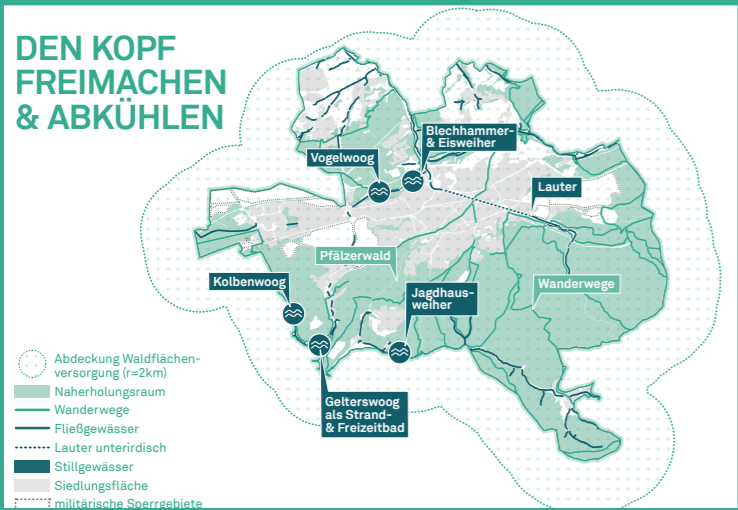 DEN KOPF
FREIMACHEN
& ABKÜHLEN
Blechhammer-
& Eisweiher
Vogelwoog
Lauter
Pfälzerwald
Wanderwege
Kolbenwoog
Jagdhaus-
weiher
Gelterswoog
als Strand-
& Freizeitbad
Abdeckung Waldflächen-
versorgung (r=2km)
Naherholungsraum
Wanderwege
Fließgewässer
Lauter unterirdisch
Stillgewässer
Siedlungsfläche
militärische Sperrgebiete